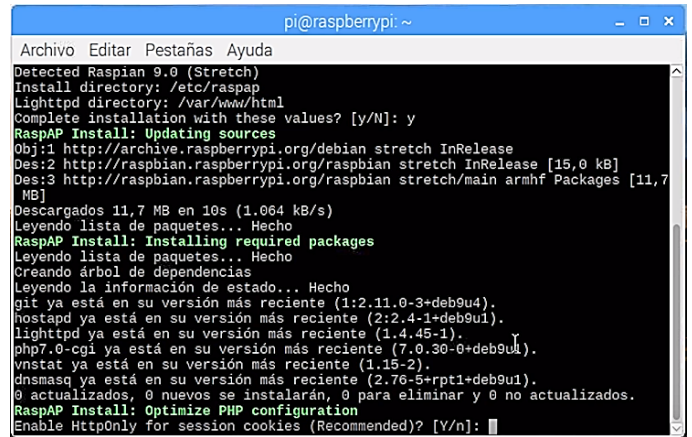 pi@raspberrypi: ~
Archivo Editar Pestañas Ayuda
Detected Raspian 9.0 (Stretch)
Install directory: /etc/raspap
Lighttpd directory: /var/www/html
Complete installation with these values? [y/N]: y
RaspAP Install: Updating sources
Obj:1 http://archive.raspberrypi.org/debian stretch InRelease
Des:2 http://raspbian.raspberrypi.org/raspbian stretch InRelease [15,0 kB]
Des:3 http://raspbian.raspberrypi.org/raspbian stretch/main armhf Packages [11,7
MB]
Descargados 11,7 MB en 10s (1.064 kB/s)
Leyendo lista de paquetes... Hecho
RaspAP Install: Installing required packages
Leyendo lista de paquetes... Hecho
Creando árbol de dependencias
Leyendo la información de estado... Hecho
git ya está en su versión más reciente (1:2.11.0-3+deb9u4).
hostapd ya está en su versión más reciente (2:2.4-1+deb9u1).
lighttpd ya está en su versión más reciente (1.4.45-1).
php7.0-cgi ya está en su versión más reciente (7.0.30-0+deb9u1).
vnstat ya está en su versión más reciente (1.15-2).
dnsmasq ya está en su versión más reciente (2.76-5+rpt1+deb9u1).
0 actualizados, 0 nuevos se instalarán, 0 para eliminar y 0 no actualizados.
RaspAP Install: Optimize PHP configuration
Enable HttpOnly for session cookies (Recommended)? [Y/n]: